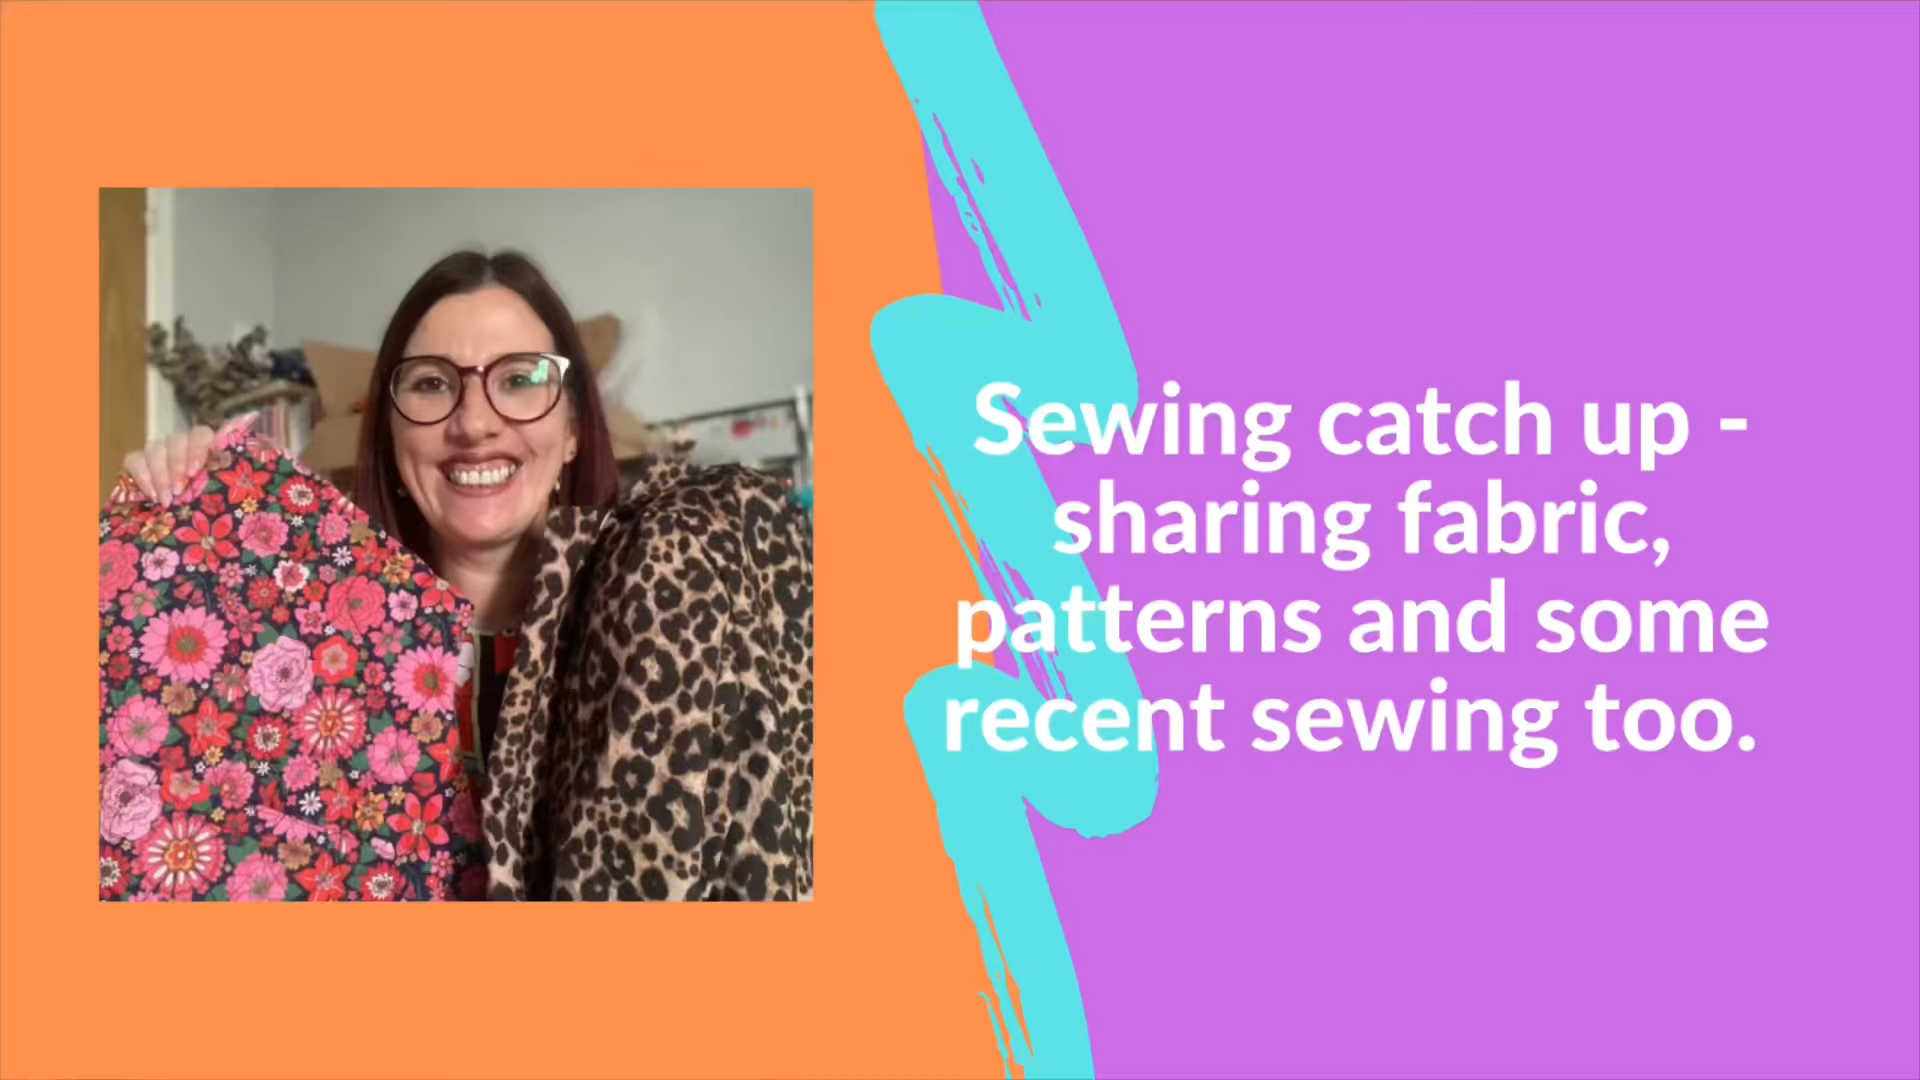 Sewing catch up -
sharing fabric,
patterns and some
recent sewing too.